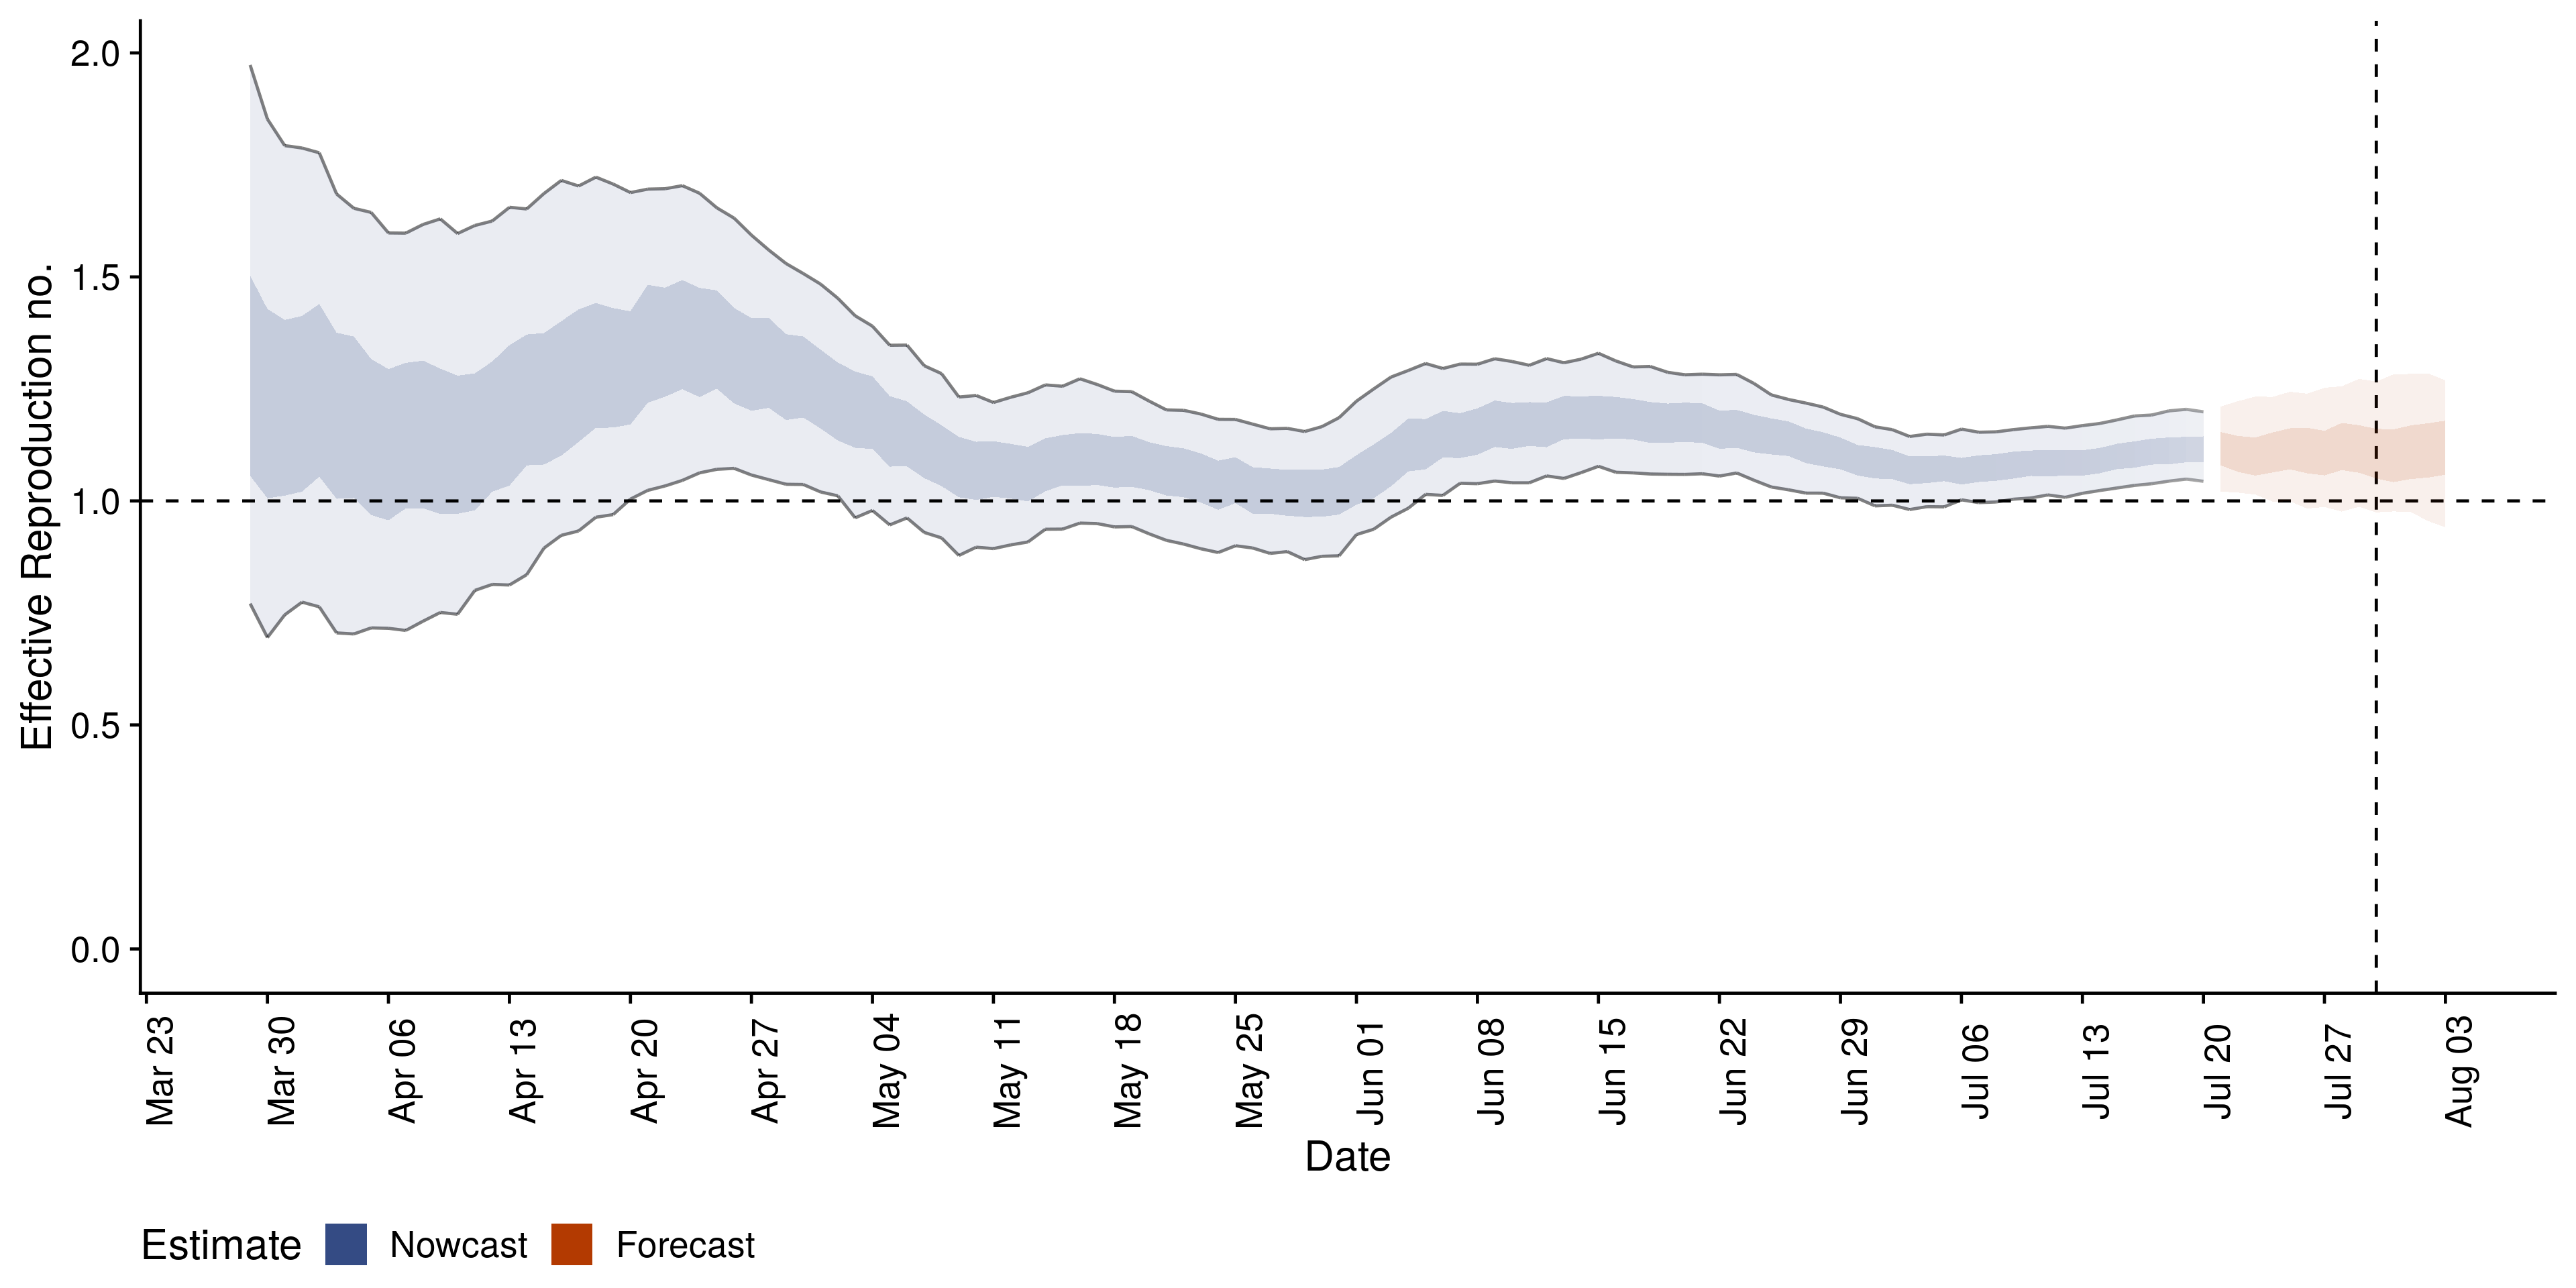 Effective Reproduction no.
2.0
1.5
1.0
0.5
0.0
Mar 23
Mar 30
Apr 06
Apr 13
Apr 20
Apr 27
May 04
May 11
May 18
May 25
Jun 01
Jun 08
Jun 15
Jun 22
Jun 29
Jul 06
Jul 13
Jul 20
Jul 27
Aug 03
Date
Estimate Nowcast Forecast